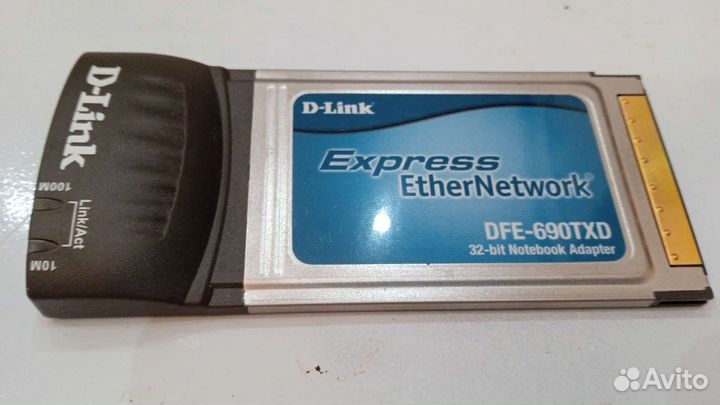 D-Link
100M
Link/Act
10M
D-Link
Express
EtherNetwork®
DFE-690TXD
32-bit Notebook Adapter
Avito